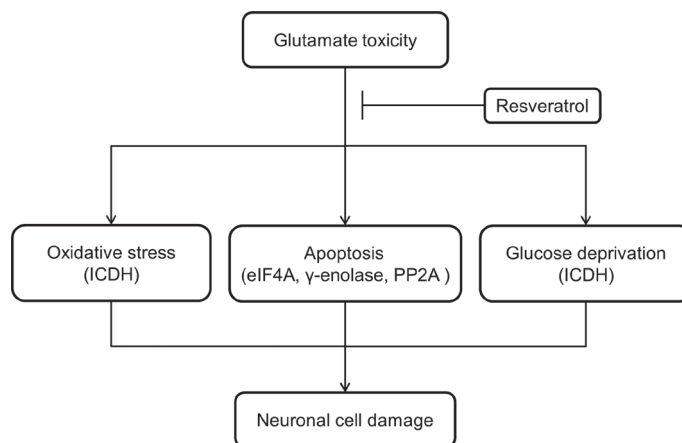 Glutamate toxicity
Resveratrol
Oxidative stress
(ICDH)
Apoptosis
(eIF4A, γ-enolase, PP2A )
Glucose deprivation
(ICDH)
Neuronal cell damage